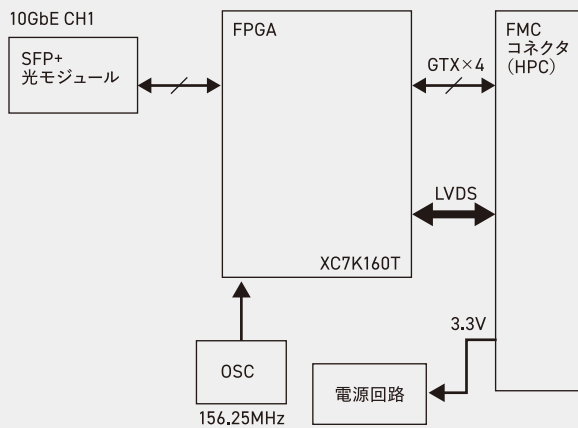 10GbE CH1
SFP+
光モジュール
FPGA
XC7K160T
GTX×4
LVDS
FMC
コネクタ
（HPC）
3.3V
OSC
156.25MHz
電源回路